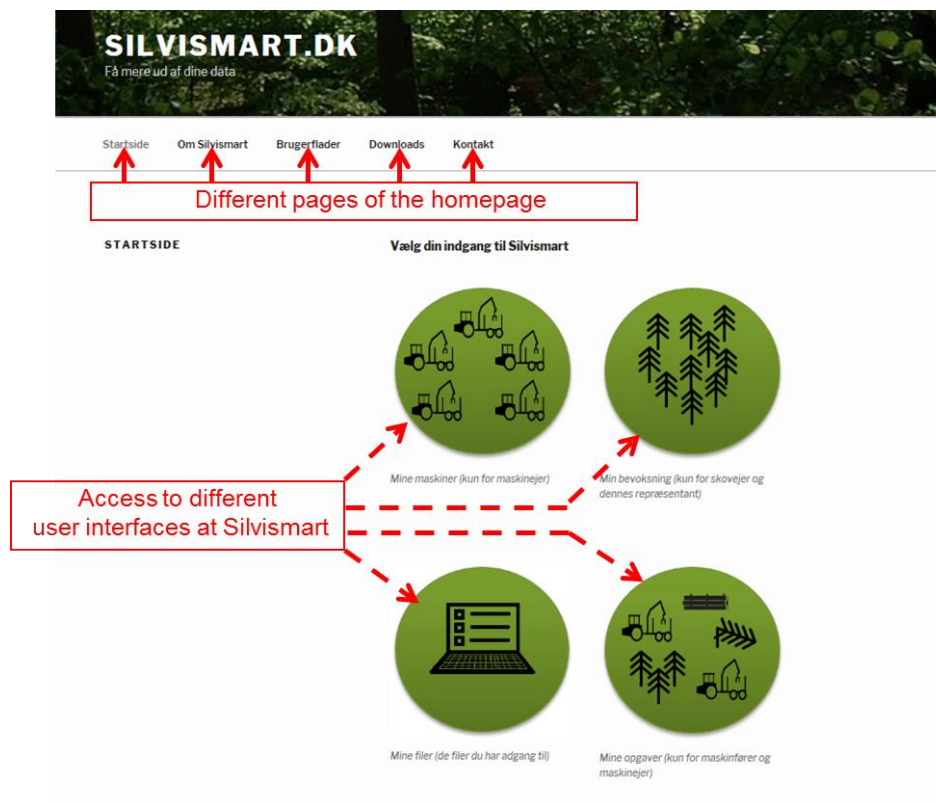 SILVISMART.DK
Få mere ud af dine data
Startside Om Silvismart Brugerflader Downloads Kontakt
Different pages of the homepage
STARTSIDE
Vælg din indgang til Silvismart
Mine maskiner (kun for maskinejer)
Min bevoksning (kun for skovejer og
dennes repræsentant)
Access to different
user interfaces at Silvismart
Mine filer (de filer du har adgang til)
Mine opgaver (kun for maskinfører og
maskinejer)